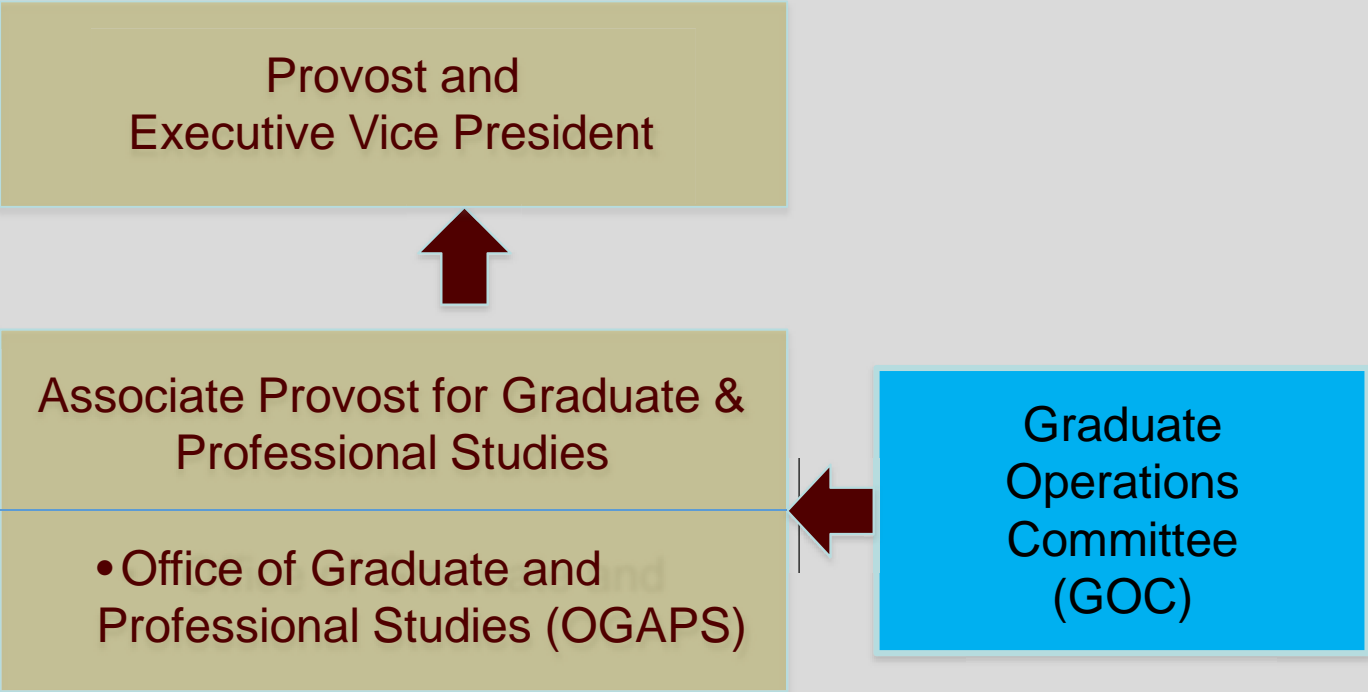 Provost and
Executive Vice President
Associate Provost for Graduate &
Professional Studies
•Office of Graduate and
Professional Studies (OGAPS)
Graduate
Operations
Committee
(GOC)